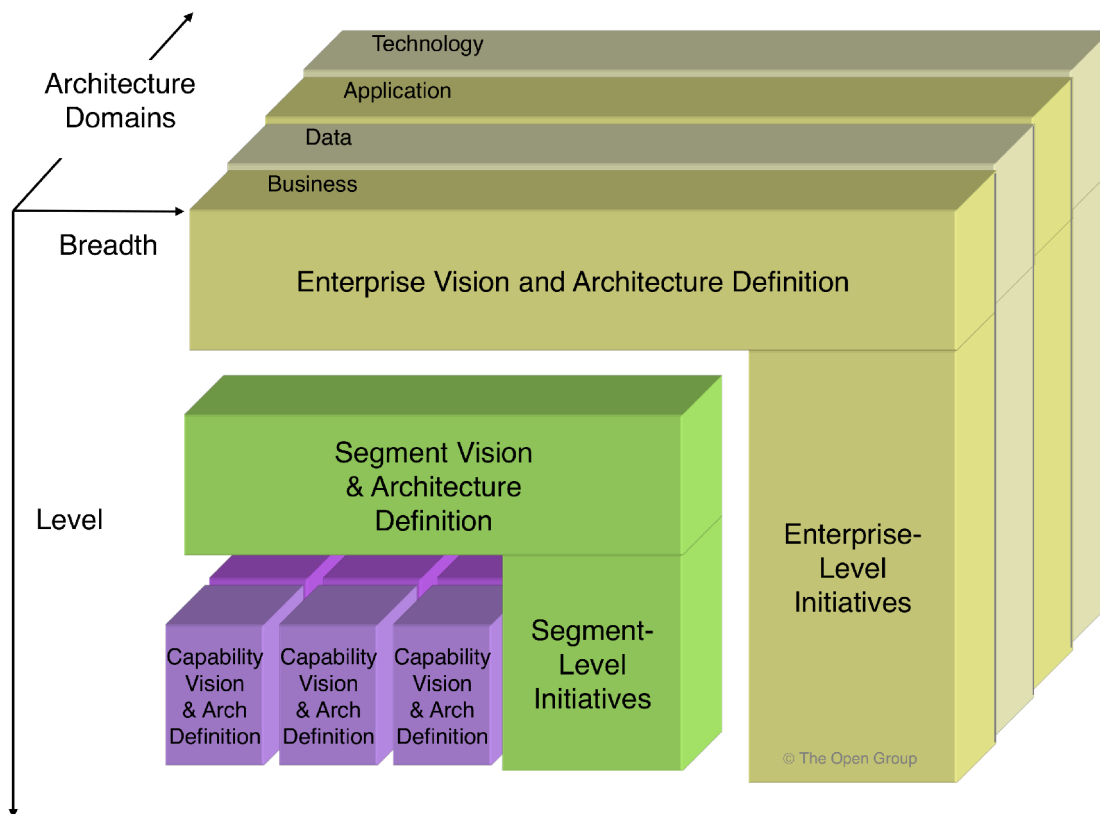 Technology
Architecture
Domains
Application
Data
Business
Breadth
Enterprise Vision and Architecture Definition
Segment Vision
& Architecture
Definition
Level
Enterprise-
Level
Initiatives
Segment-
Level
Initiatives
Capability
Vision
& Arch
Definition
Capability
Vision
& Arch
Definition
Capability
Vision
& Arch
Definition
© The Open Group